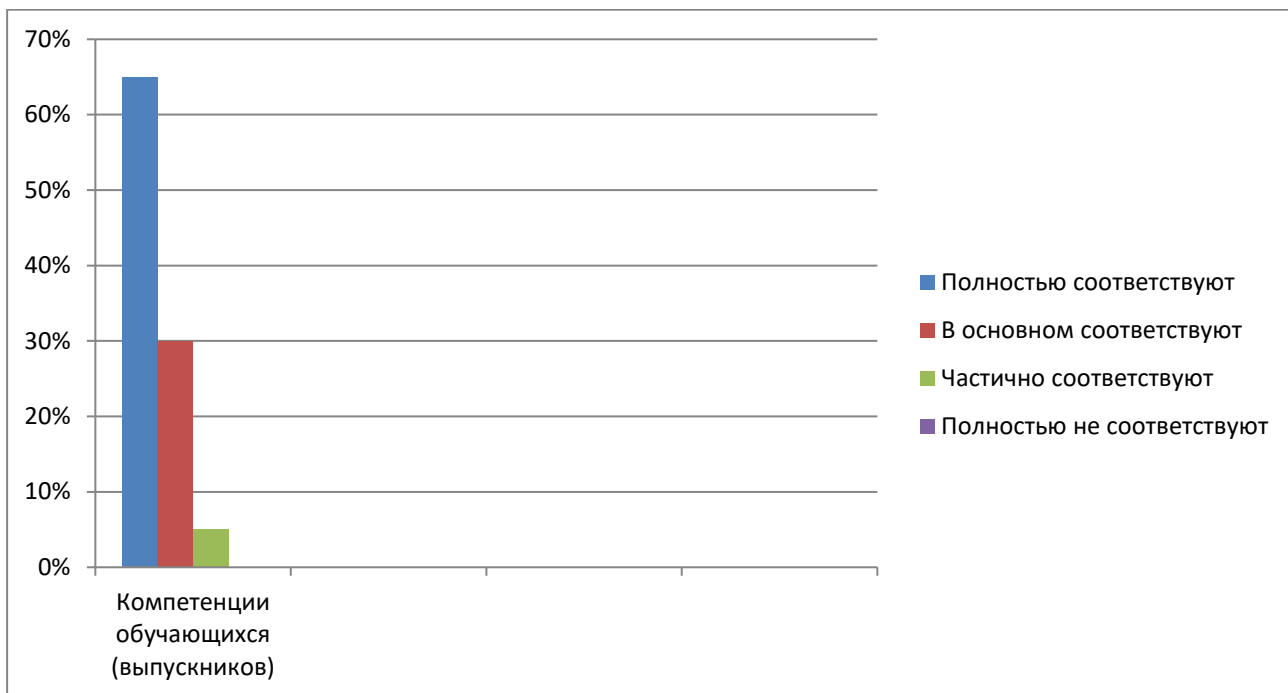 70%
60%
50%
40%
30%
20%
10%
0%
Компетенции
обучающихся
(выпускников)
Полностью соответствуют
В основном соответствуют
Частично соответствуют
Полностью не соответствуют